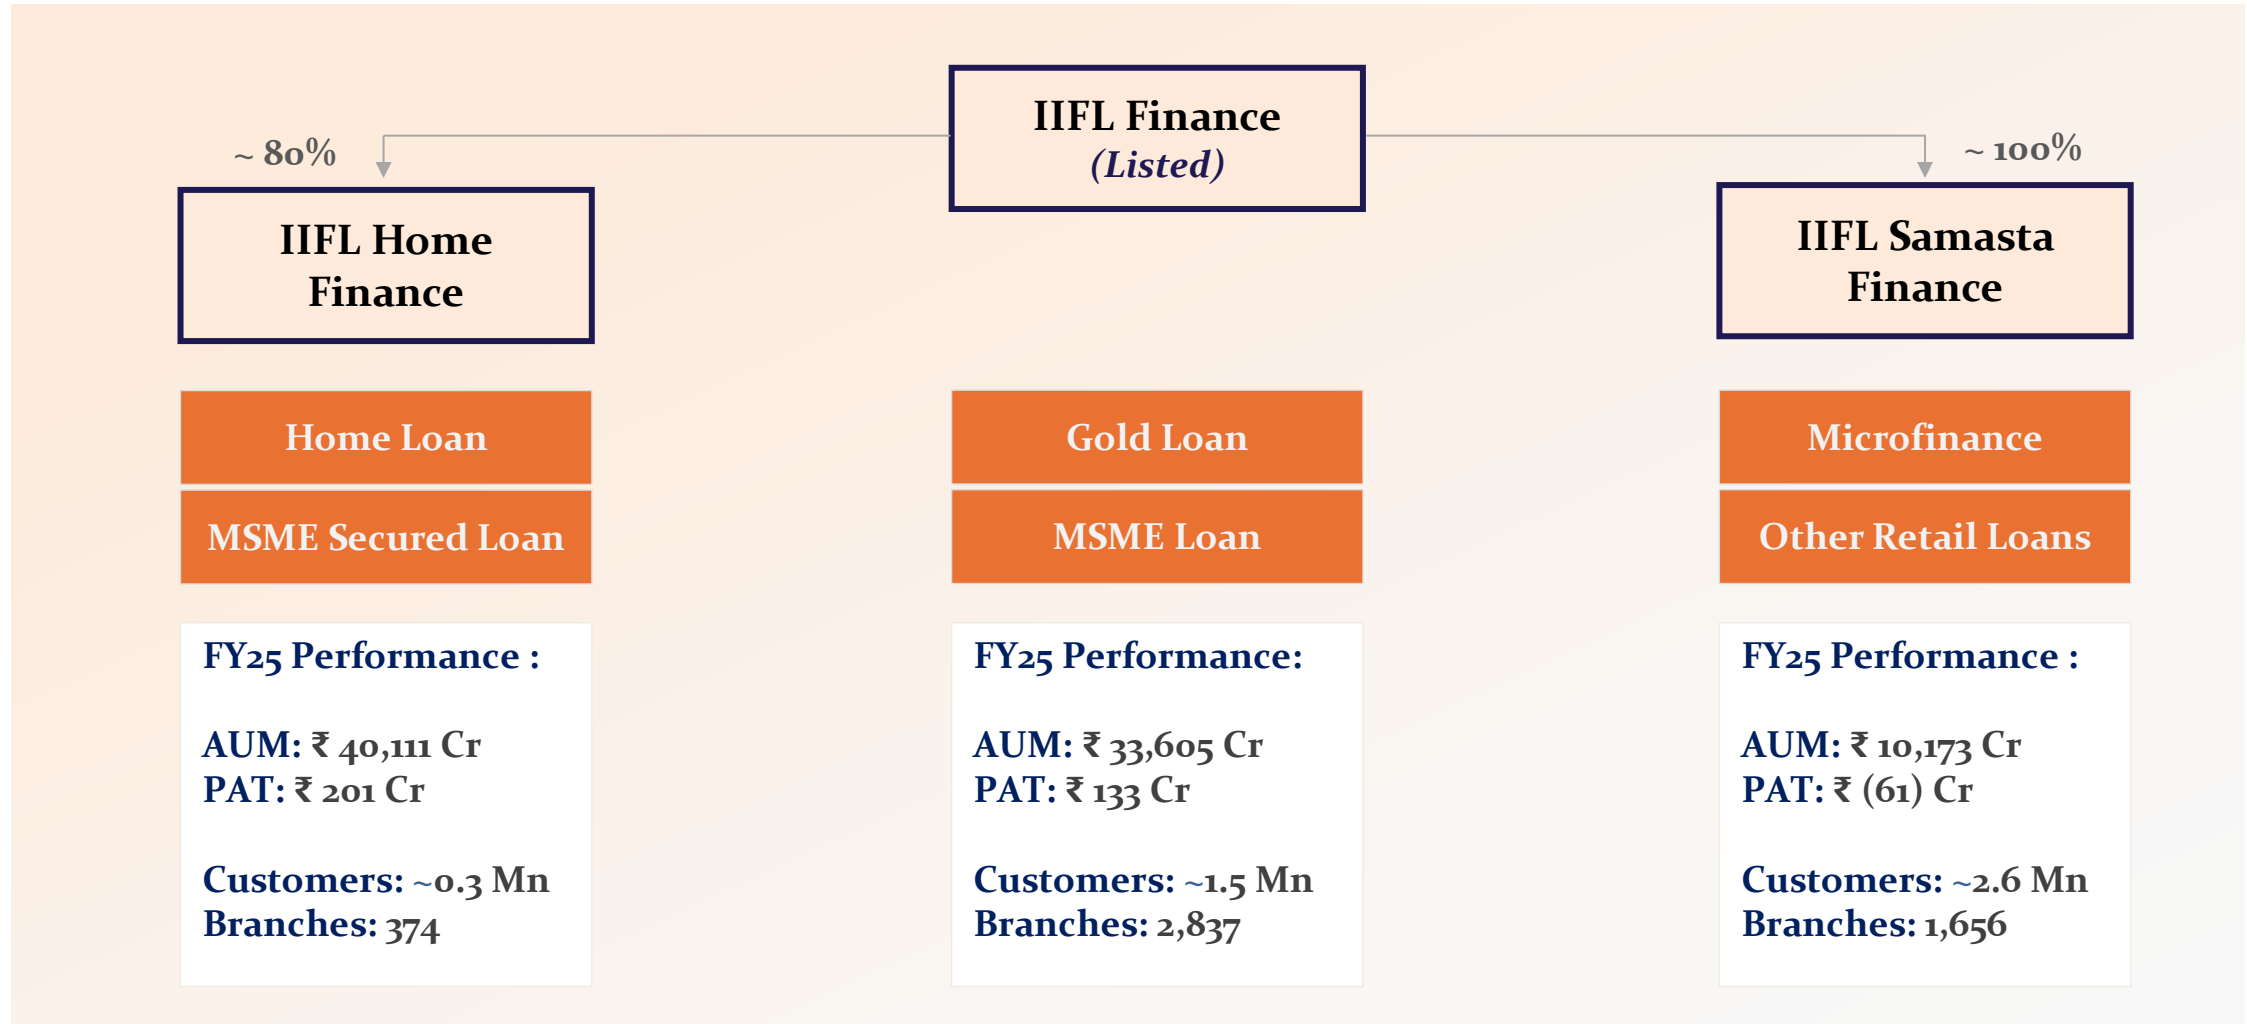 IIFL Finance
(Listed)
~ 80%
IIFL Home
Finance
~ 100%
IIFL Samasta
Finance
Home Loan
MSME Secured Loan
FY25 Performance :
AUM: ₹ 40,111 Cr
PAT: ₹ 201 Cr
Customers: ~0.3 Mn
Branches: 374
Gold Loan
MSME Loan
FY25 Performance:
AUM: ₹ 33,605 Cr
PAT: ₹ 133 Cr
Customers: ~1.5 Mn
Branches: 2,837
Microfinance
Other Retail Loans
FY25 Performance :
AUM: ₹ 10,173 Cr
PAT: ₹ (61) Cr
Customers: ~2.6 Mn
Branches: 1,656